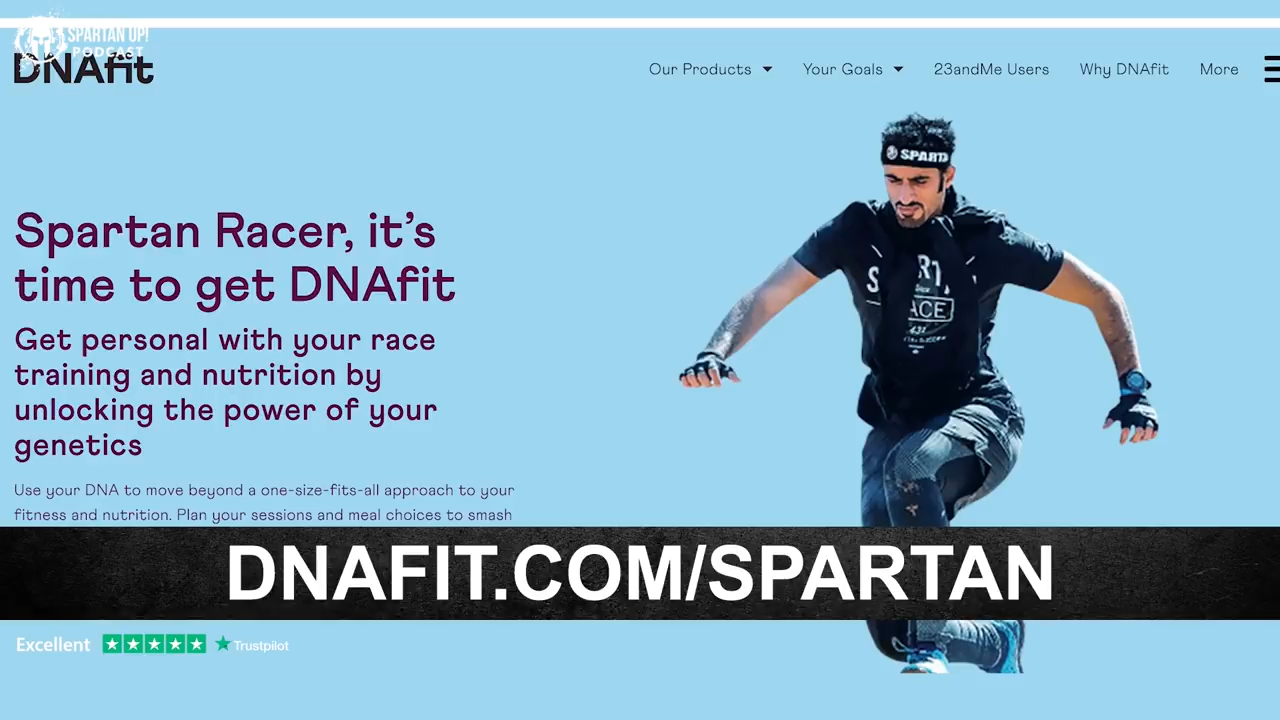 SPARTAN UP!
PODCAST
DNAfit
Our Products
Your Goals
23andMe Users
Why DNAfit
More
SPARTA
Spartan Racer, it's
time to get DNAfit
Get personal with your race
training and nutrition by
unlocking the power of your
genetics
Use your DNA to move beyond a one-size-fits-all approach to your
fitness and nutrition. Plan your sessions and meal choices to smash
DNAFIT.COM/SPARTAN
Excellent
Trustpilot